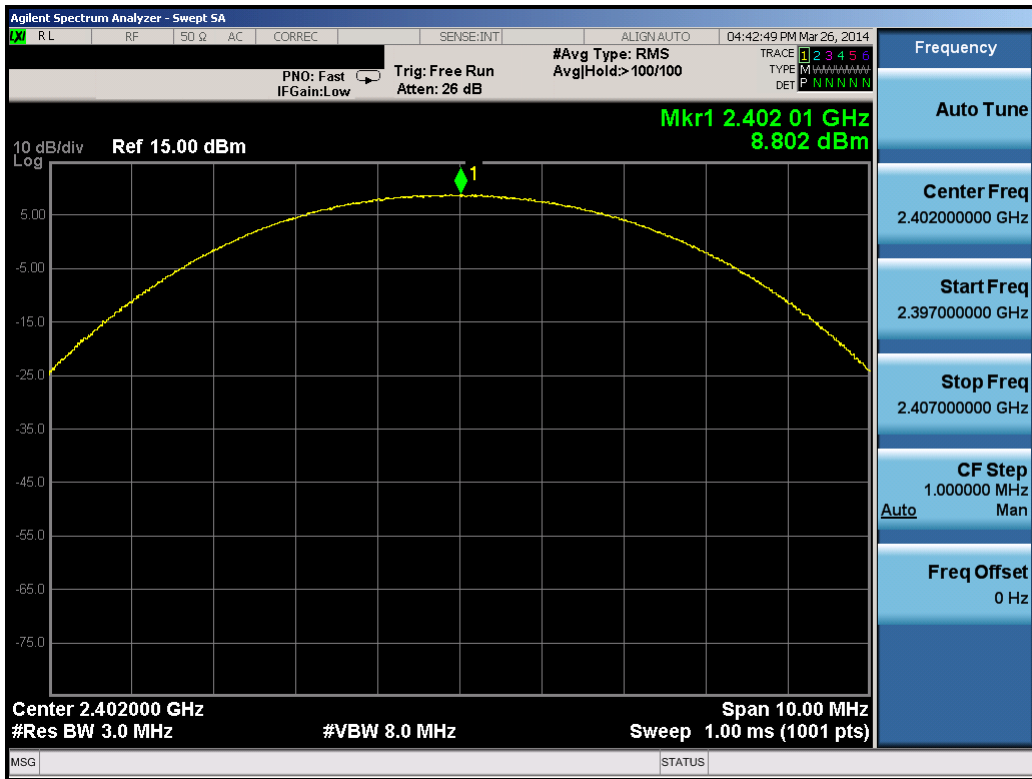 Agilent Spectrum Analyzer - Swept SA
LXI RL RF 50 Ω AC CORREC SENSE:INT ALIGN AUTO 04:42:49 PM Mar 26, 2014
PNO: Fast
IFGain:Low
Trig: Free Run
Atten: 26 dB
#Avg Type: RMS
Avg|Hold:>100/100
TRACE 1 2 3 4 5 6
TYPE M WWWWW
DET P N N N N N
Mkr1 2.402 01 GHz
8.802 dBm
10 dB/div Ref 15.00 dBm
Log
1
5.00
-5.00
-15.0
-25.0
-35.0
-45.0
-55.0
-65.0
-75.0
Center 2.402000 GHz Span 10.00 MHz
#Res BW 3.0 MHz #VBW 8.0 MHz Sweep 1.00 ms (1001 pts)
MSG STATUS
Frequency
Auto Tune
Center Freq
2.402000000 GHz
Start Freq
2.397000000 GHz
Stop Freq
2.407000000 GHz
CF Step
1.000000 MHz
Auto Man
Freq Offset
0 Hz